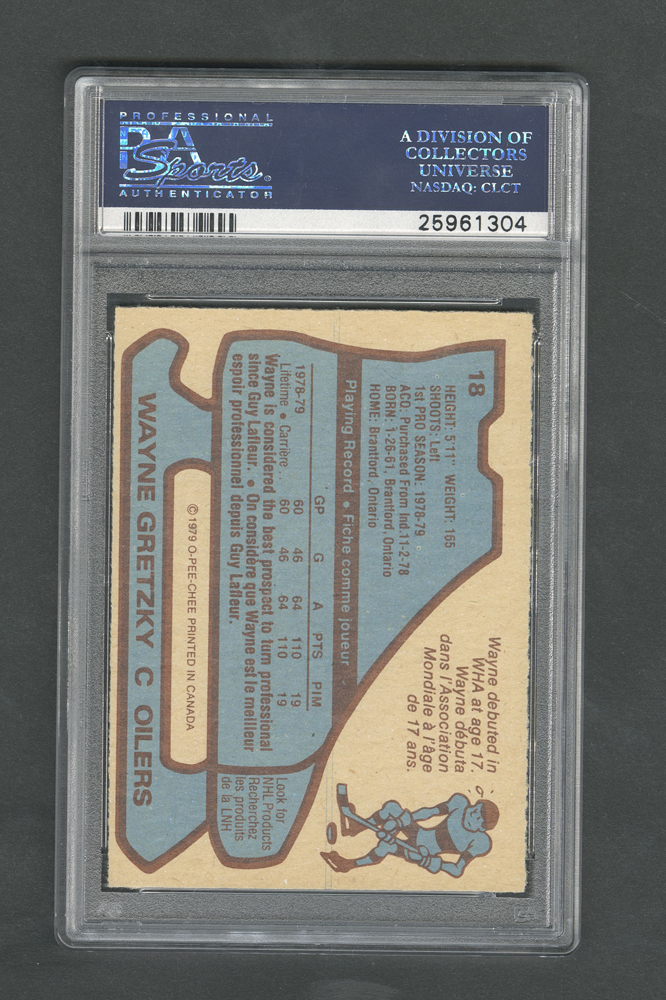 PROFESSIONAL
PSA
Sports
AUTHENTICATOR
A DIVISION OF
COLLECTORS
UNIVERSE
NASDAQ: CLCT
25961304
18
HEIGHT: 5'11" WEIGHT: 165
SHOOTS: Left
1st PRO SEASON: 1978-79
ACQ. Purchased From Ind. 11-2-78
BORN: 1-26-61, Brantford, Ontario
HOME: Brantford, Ontario
Wayne debuted in
WHA at age 17.
Wayne débuta
dans l'Association
Mondiale à l'âge
de 17 ans.
Playing Record • Fiche comme joueur
GP G A PTS PIM
1978-79 60 46 64 110 19
Lifetime • Carrière 60 46 64 110 19
Wayne is considered the best prospect to turn professional
since Guy Lafleur. • On considère que Wayne est le meilleur
espoir professionnel depuis Guy Lafleur.
Look for
NHL Products
Recherchez
les produits
de la LNH
© 1979 O-PEE-CHEE PRINTED IN CANADA
WAYNE GRETZKY C OILERS